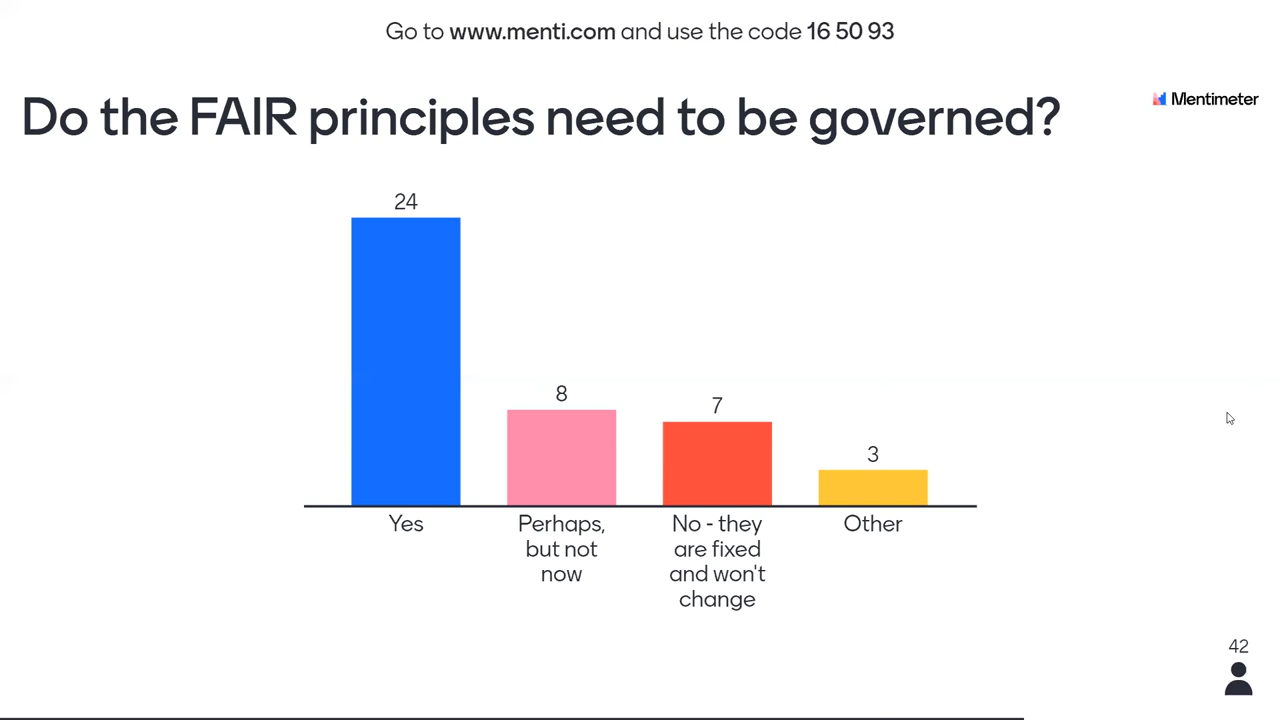 Go to www.menti.com and use the code 16 50 93
Do the FAIR principles need to be governed?
Mentimeter
24
8
7
3
Yes
Perhaps,
but not
now
No - they
are fixed
and won't
change
Other
42